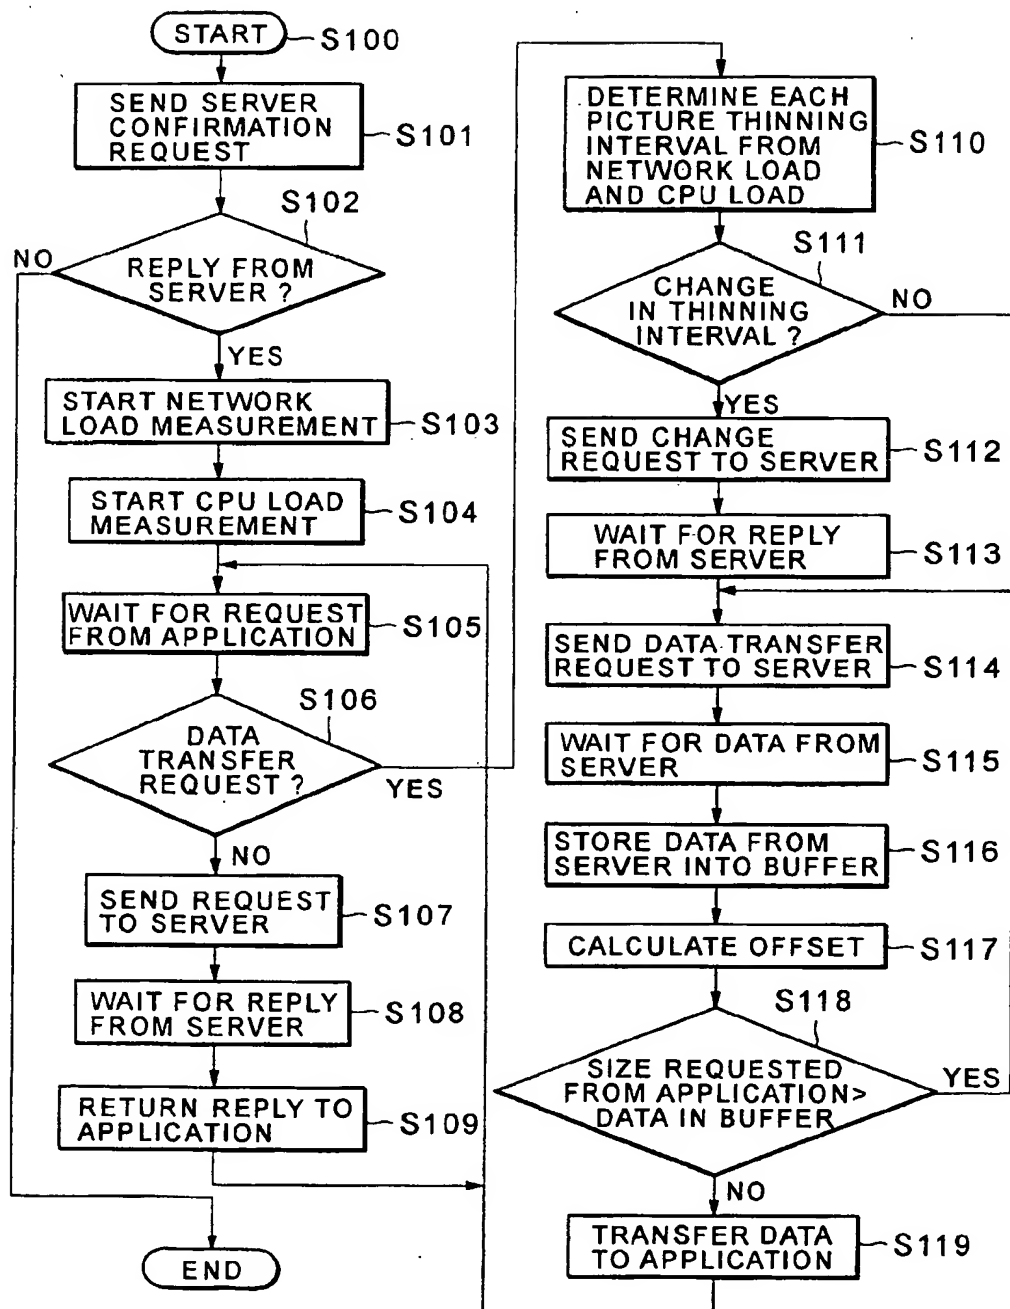 START
S100
SEND SERVER
CONFIRMATION
REQUEST
S101
S102
NO
REPLY FROM
SERVER ?
YES
START NETWORK
LOAD MEASUREMENT
S103
START CPU LOAD
MEASUREMENT
S104
WAIT FOR REQUEST
FROM APPLICATION
S105
S106
DATA
TRANSFER
REQUEST ?
YES
NO
SEND REQUEST
TO SERVER
S107
WAIT FOR REPLY
FROM SERVER
S108
RETURN REPLY TO
APPLICATION
S109
END
DETERMINE EACH
PICTURE THINNING
INTERVAL FROM
NETWORK LOAD
AND CPU LOAD
S110
S111
CHANGE
IN THINNING
INTERVAL ?
NO
YES
SEND CHANGE
REQUEST TO SERVER
S112
WAIT FOR REPLY
FROM SERVER
S113
SEND DATA TRANSFER
REQUEST TO SERVER
S114
WAIT FOR DATA FROM
SERVER
S115
STORE DATA FROM
SERVER INTO BUFFER
S116
CALCULATE OFFSET
S117
S118
SIZE REQUESTED
FROM APPLICATION>
DATA IN BUFFER
YES
NO
TRANSFER DATA
TO APPLICATION
S119